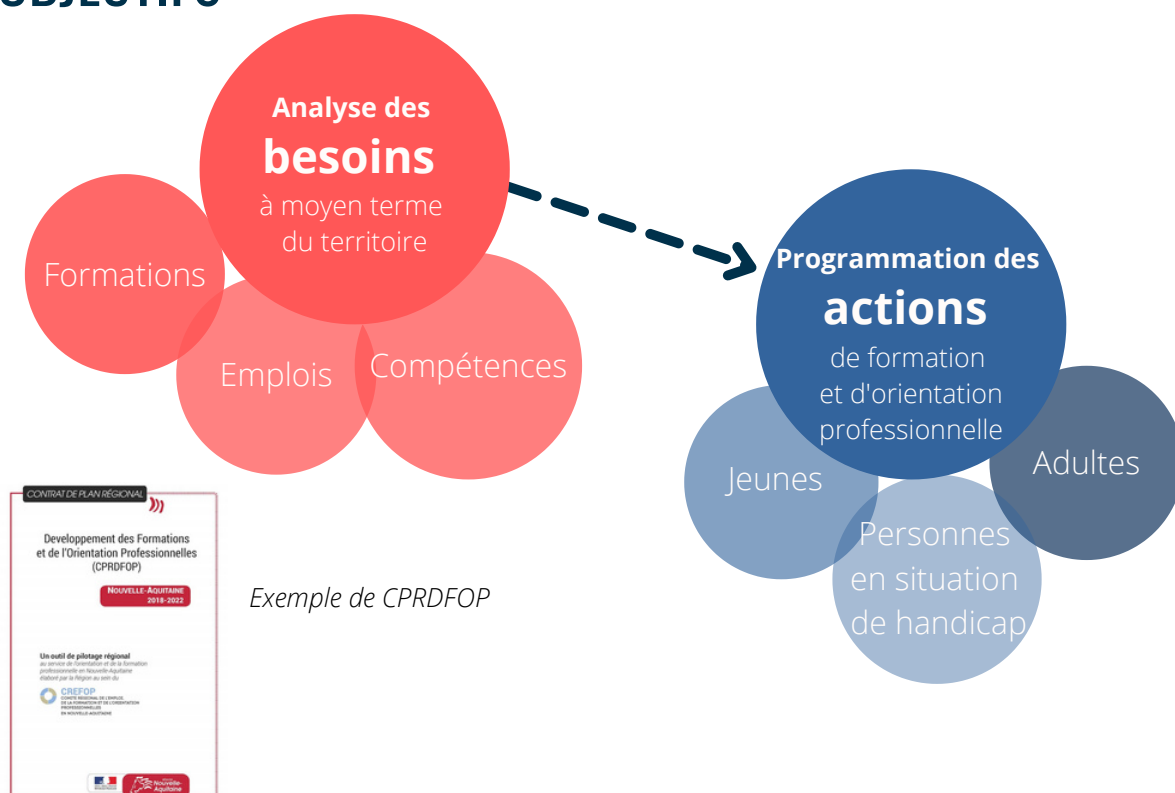 OBJECTIFS
Analyse des
besoins
à moyen terme
du territoire
Formations
Emplois
Compétences
Programmation des
actions
de formation
et d'orientation
professionnelle
Jeunes
Personnes
en situation
de handicap
Adultes
CONTRAT DE PLAN RÉGIONAL
Developpement des Formations
et de l'Orientation Professionnelles
(CPRDFOP)
NOUVELLE-AQUITAINE
2018-2022
Un outil de pilotage régional
au service de l'orientation et de la formation
professionnelle en Nouvelle-Aquitaine
élaboré par la Région au sein du
CREFOP
COMITÉ RÉGIONAL DE L'EMPLOI,
DE LA FORMATION ET DE L'ORIENTATION
PROFESSIONNELLES
EN NOUVELLE-AQUITAINE
Nouvelle-
Aquitaine
Exemple de CPRDFOP